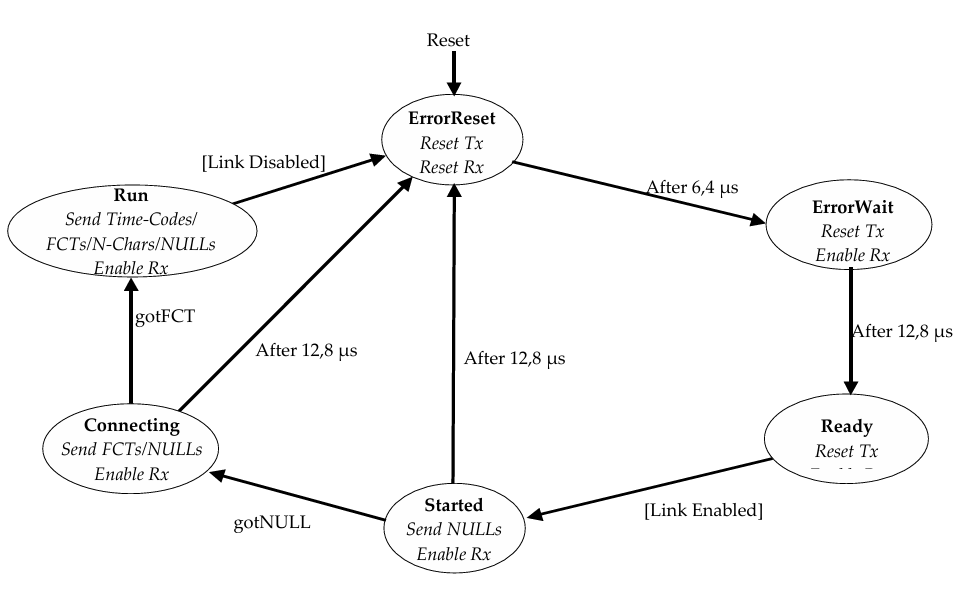 Reset
ErrorReset
Reset Tx
Reset Rx
[Link Disabled]
After 6,4 µs
Run
Send Time-Codes/
FCTs/N-Chars/NULLs
Enable Rx
ErrorWait
Reset Tx
Enable Rx
gotFCT
After 12,8 µs
After 12,8 µs
After 12,8 µs
Connecting
Send FCTs/NULLs
Enable Rx
Ready
Reset Tx
Started
Send NULLs
Enable Rx
gotNULL
[Link Enabled]